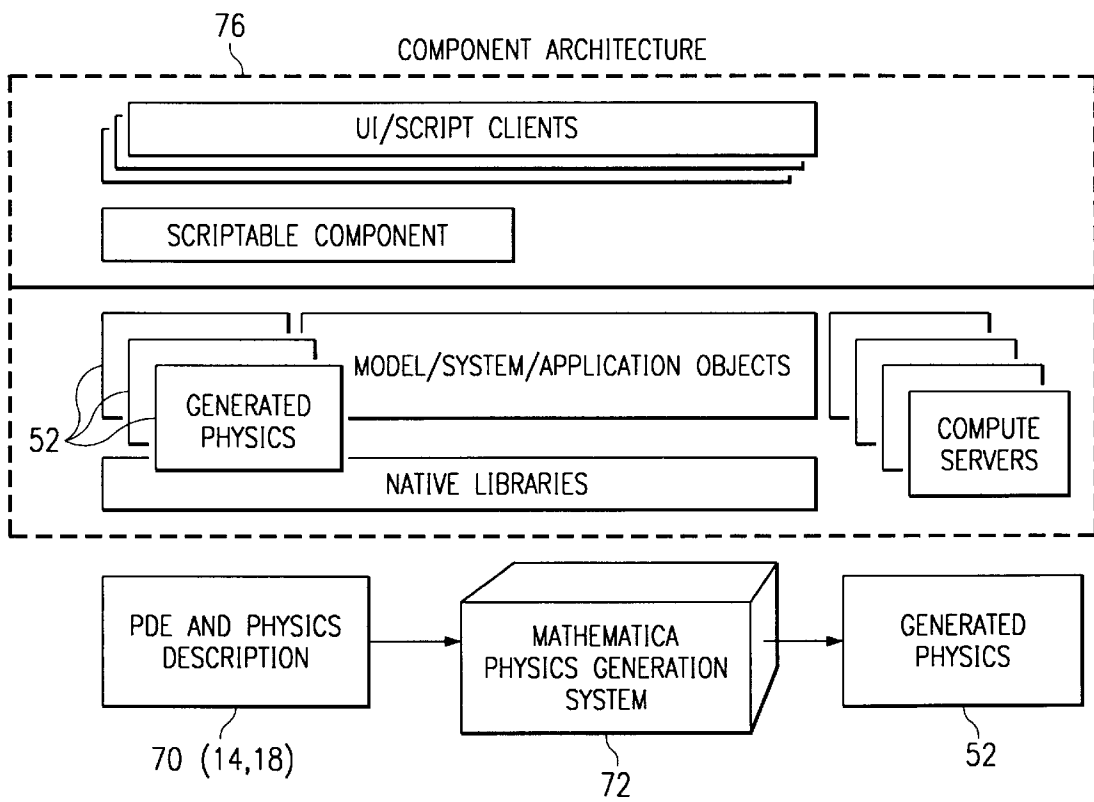 76
COMPONENT ARCHITECTURE
UI/SCRIPT CLIENTS
SCRIPTABLE COMPONENT
MODEL/SYSTEM/APPLICATION OBJECTS
GENERATED
PHYSICS
52
COMPUTE
SERVERS
NATIVE LIBRARIES
PDE AND PHYSICS
DESCRIPTION
MATHEMATICA
PHYSICS GENERATION
SYSTEM
GENERATED
PHYSICS
70 (14,18)
72
52